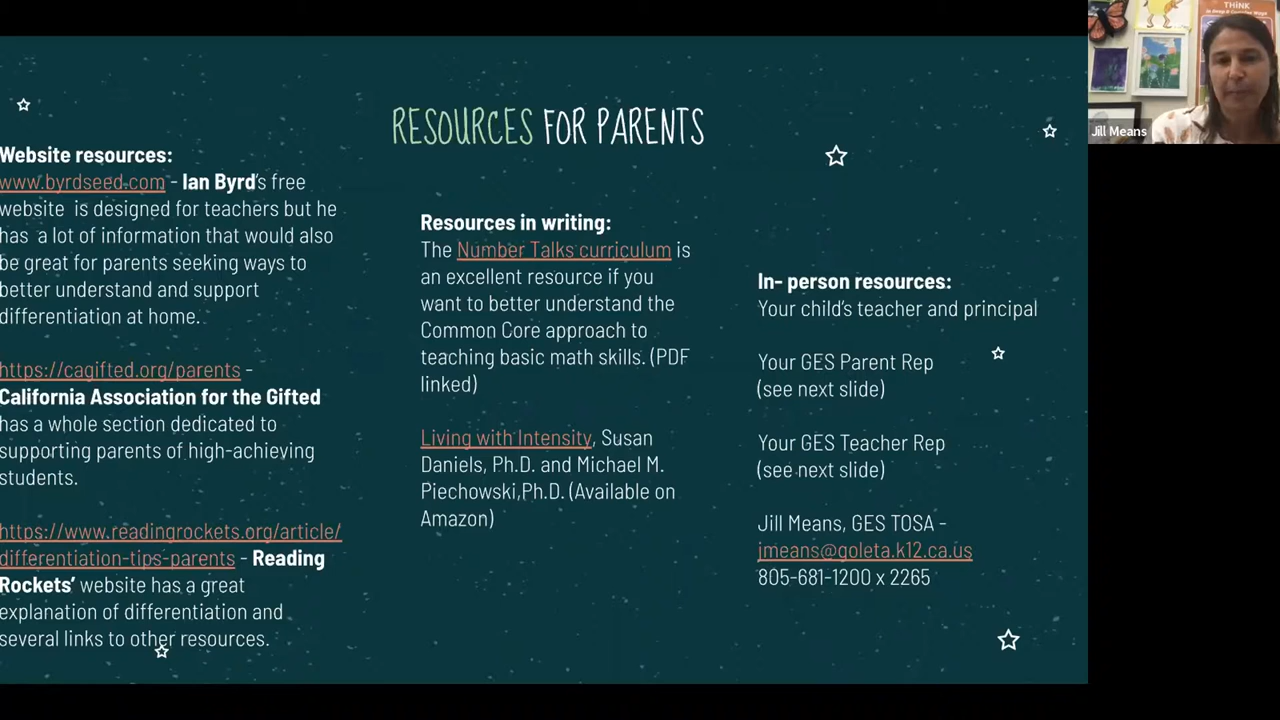 RESOURCES FOR PARENTS
Website resources:
www.byrdseed.com - Ian Byrd's free
website is designed for teachers but he
has a lot of information that would also
be great for parents seeking ways to
better understand and support
differentiation at home.
https://cagifted.org/parents -
California Association for the Gifted
has a whole section dedicated to
supporting parents of high-achieving
students.
https://www.readingrockets.org/article/
differentiation-tips-parents - Reading
Rockets' website has a great
explanation of differentiation and
several links to other resources.
Resources in writing:
The Number Talks curriculum is
an excellent resource if you
want to better understand the
Common Core approach to
teaching basic math skills. (PDF
linked)
Living with Intensity, Susan
Daniels, Ph.D. and Michael M.
Piechowski,Ph.D. (Available on
Amazon)
In- person resources:
Your child's teacher and principal
Your GES Parent Rep
(see next slide)
Your GES Teacher Rep
(see next slide)
Jill Means, GES TOSA -
jmeans@goleta.k12.ca.us
805-681-1200 x 2265
THiNK
Jill Means